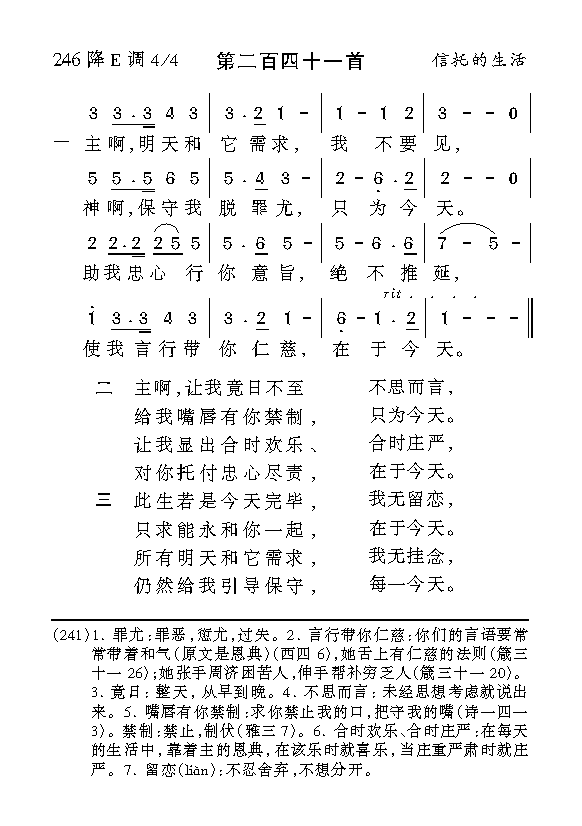 246 降 E 调 4/4 第二百四十一首 信托的生活
3 3·3 4 3 | 3·2 1 - | 1 - 1 2 | 3 - - 0 |
一 主啊,明天和 它需求， 我 不要见，
5 5·5 6 5 | 5·4 3 - | 2 - 6·2 | 2 - - 0 |
神啊,保守我 脱罪尤， 只 为今 天。
2 2·2 2 5 5 | 5·6 5 - | 5 - 6·6 | 7 - 5 - |
助我忠心 行 你意旨， 绝 不推 延，
rit . . . .
1 3·3 4 3 | 3·2 1 - | 6 - 1·2 | 1 - - - ‖
使我言行带 你仁慈， 在 于今 天。
二 主啊,让我竟日不至 不思而言，
给我嘴唇有你禁制， 只为今天。
让我显出合时欢乐、 合时庄严，
对你托付忠心尽责， 在于今天。
三 此生若是今天完毕， 我无留恋，
只求能永和你一起， 在于今天。
所有明天和它需求， 我无挂念，
仍然给我引导保守， 每一今天。
(241)1. 罪尤:罪恶,愆尤,过失。2. 言行带你仁慈:你们的言语要常
常带着和气(原文是恩典)(西四 6),她舌上有仁慈的法则(箴三
十一 26);她张手周济困苦人,伸手帮补穷乏人(箴三十一 20)。
3. 竟日: 整天, 从早到晚。4. 不思而言: 未经思想考虑就说出
来。5. 嘴唇有你禁制:求你禁止我的口,把守我的嘴(诗一四一
3)。禁制:禁止,制伏(雅三 7)。6. 合时欢乐、合时庄严:在每天
的生活中,靠着主的恩典,在该乐时就喜乐,当庄重严肃时就庄
严。7. 留恋(liàn):不忍舍弃,不想分开。